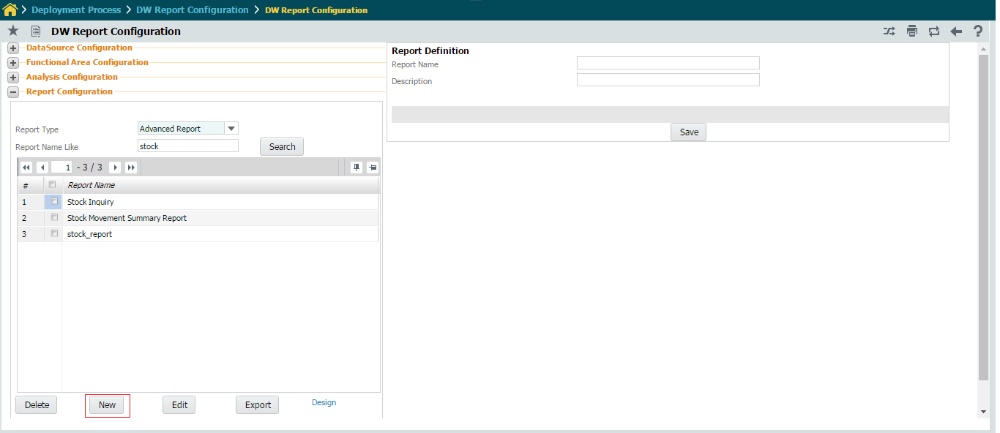 Deployment Process DW Report Configuration DW Report Configuration
DW Report Configuration
DataSource Configuration
Functional Area Configuration
Analysis Configuration
Report Configuration
Report Type Advanced Report
Report Name Like stock Search
1 - 3 / 3
# Report Name
1 Stock Inquiry
2 Stock Movement Summary Report
3 stock_report
Delete New Edit Export Design
Report Definition
Report Name
Description
Save